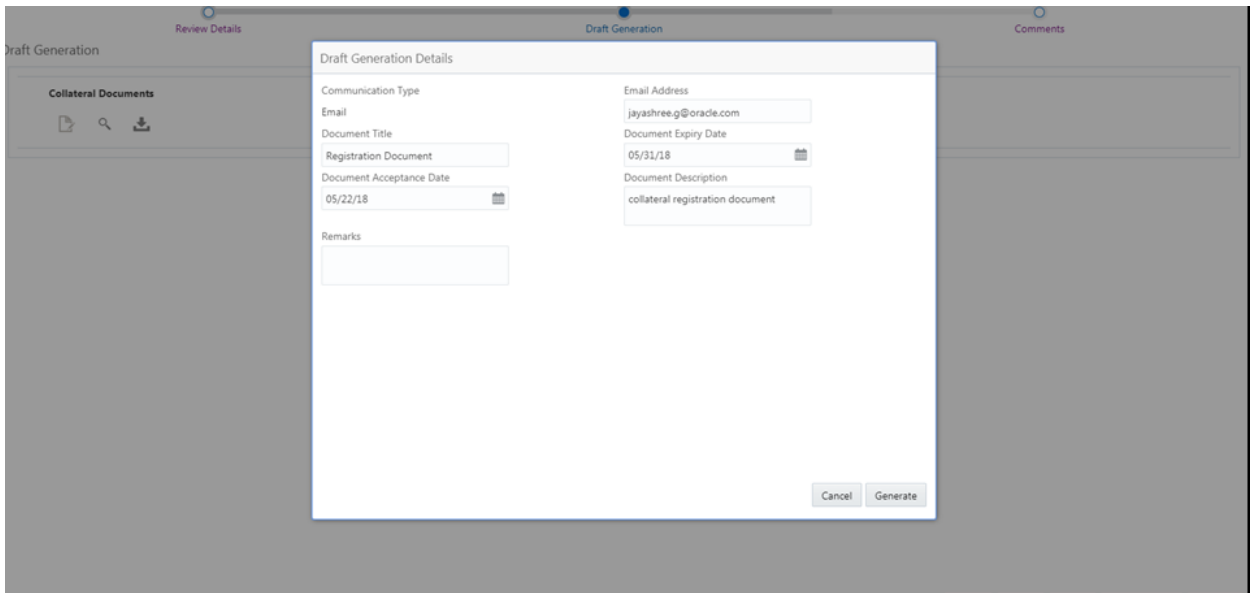 Review Details
Draft Generation
Comments
Draft Generation
Collateral Documents
Draft Generation Details
Communication Type
Email
Email Address
jayashree.g@oracle.com
Document Title
Registration Document
Document Expiry Date
05/31/18
Document Acceptance Date
05/22/18
Document Description
collateral registration document
Remarks
Cancel
Generate